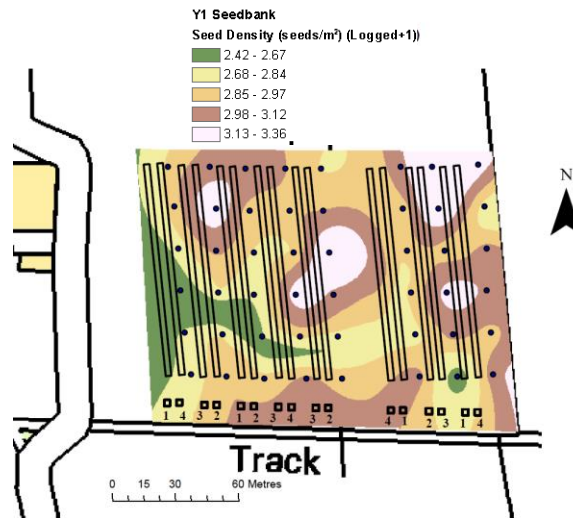 Y1 Seedbank
Seed Density (seeds/m²) (Logged+1))
2.42 - 2.67
2.68 - 2.84
2.85 - 2.97
2.98 - 3.12
3.13 - 3.36
N
1 4 3 2 1 2 3 4 3 2 4 1 2 3 1 4
Track
0 15 30 60 Metres